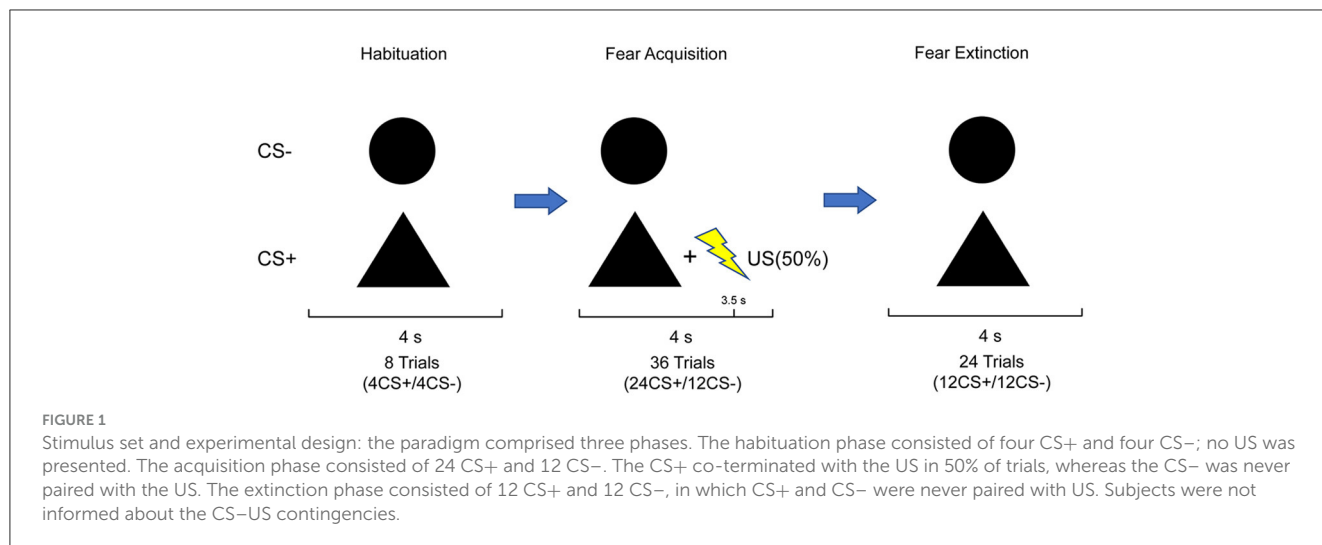 Habituation
Fear Acquisition
Fear Extinction
CS-
CS+
+
US(50%)
3.5 s
4 s
4 s
4 s
8 Trials
(4CS+/4CS-)
36 Trials
(24CS+/12CS-)
24 Trials
(12CS+/12CS-)
FIGURE 1
Stimulus set and experimental design: the paradigm comprised three phases. The habituation phase consisted of four CS+ and four CS−; no US was
presented. The acquisition phase consisted of 24 CS+ and 12 CS−. The CS+ co-terminated with the US in 50% of trials, whereas the CS− was never
paired with the US. The extinction phase consisted of 12 CS+ and 12 CS−, in which CS+ and CS− were never paired with US. Subjects were not
informed about the CS–US contingencies.